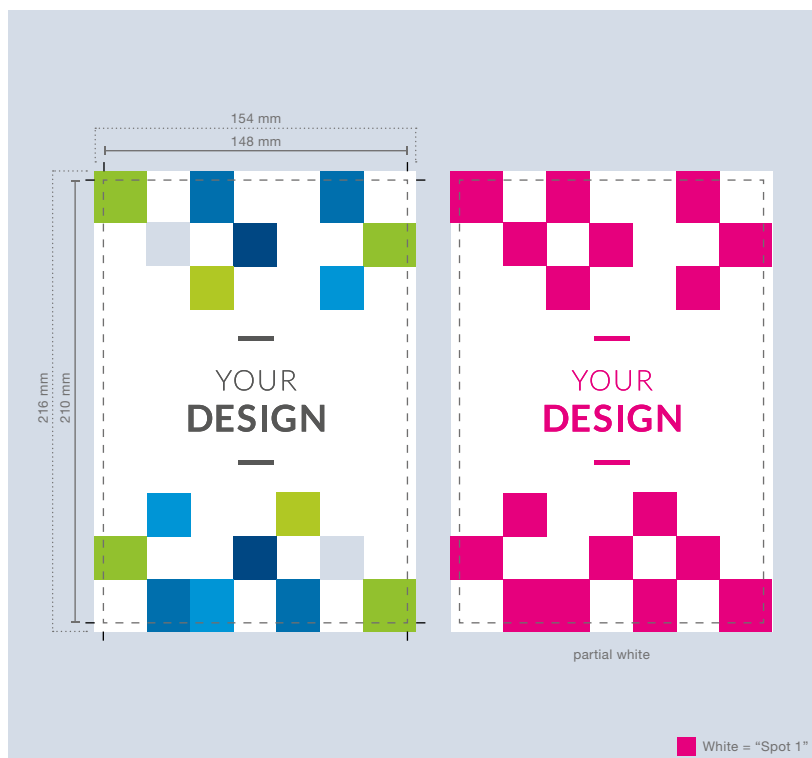 154 mm
148 mm
216 mm
210 mm
YOUR
DESIGN
YOUR
DESIGN
partial white
White = “Spot 1”